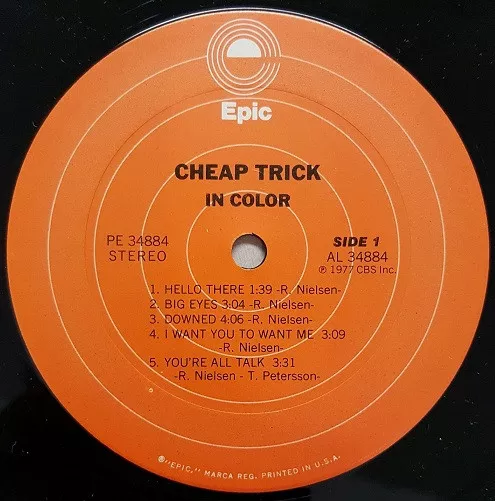 Epic
CHEAP TRICK
IN COLOR
PE 34884
STEREO
SIDE 1
AL 34884
℗ 1977 CBS Inc.
1. HELLO THERE 1:39 -R. Nielsen-
2. BIG EYES 3:04 -R. Nielsen-
3. DOWNED 4:06 -R. Nielsen-
4. I WANT YOU TO WANT ME 3:09
-R. Nielsen-
5. YOU'RE ALL TALK 3:31
-R. Nielsen - T. Petersson-
®"EPIC," MARCA REG. PRINTED IN U.S.A.